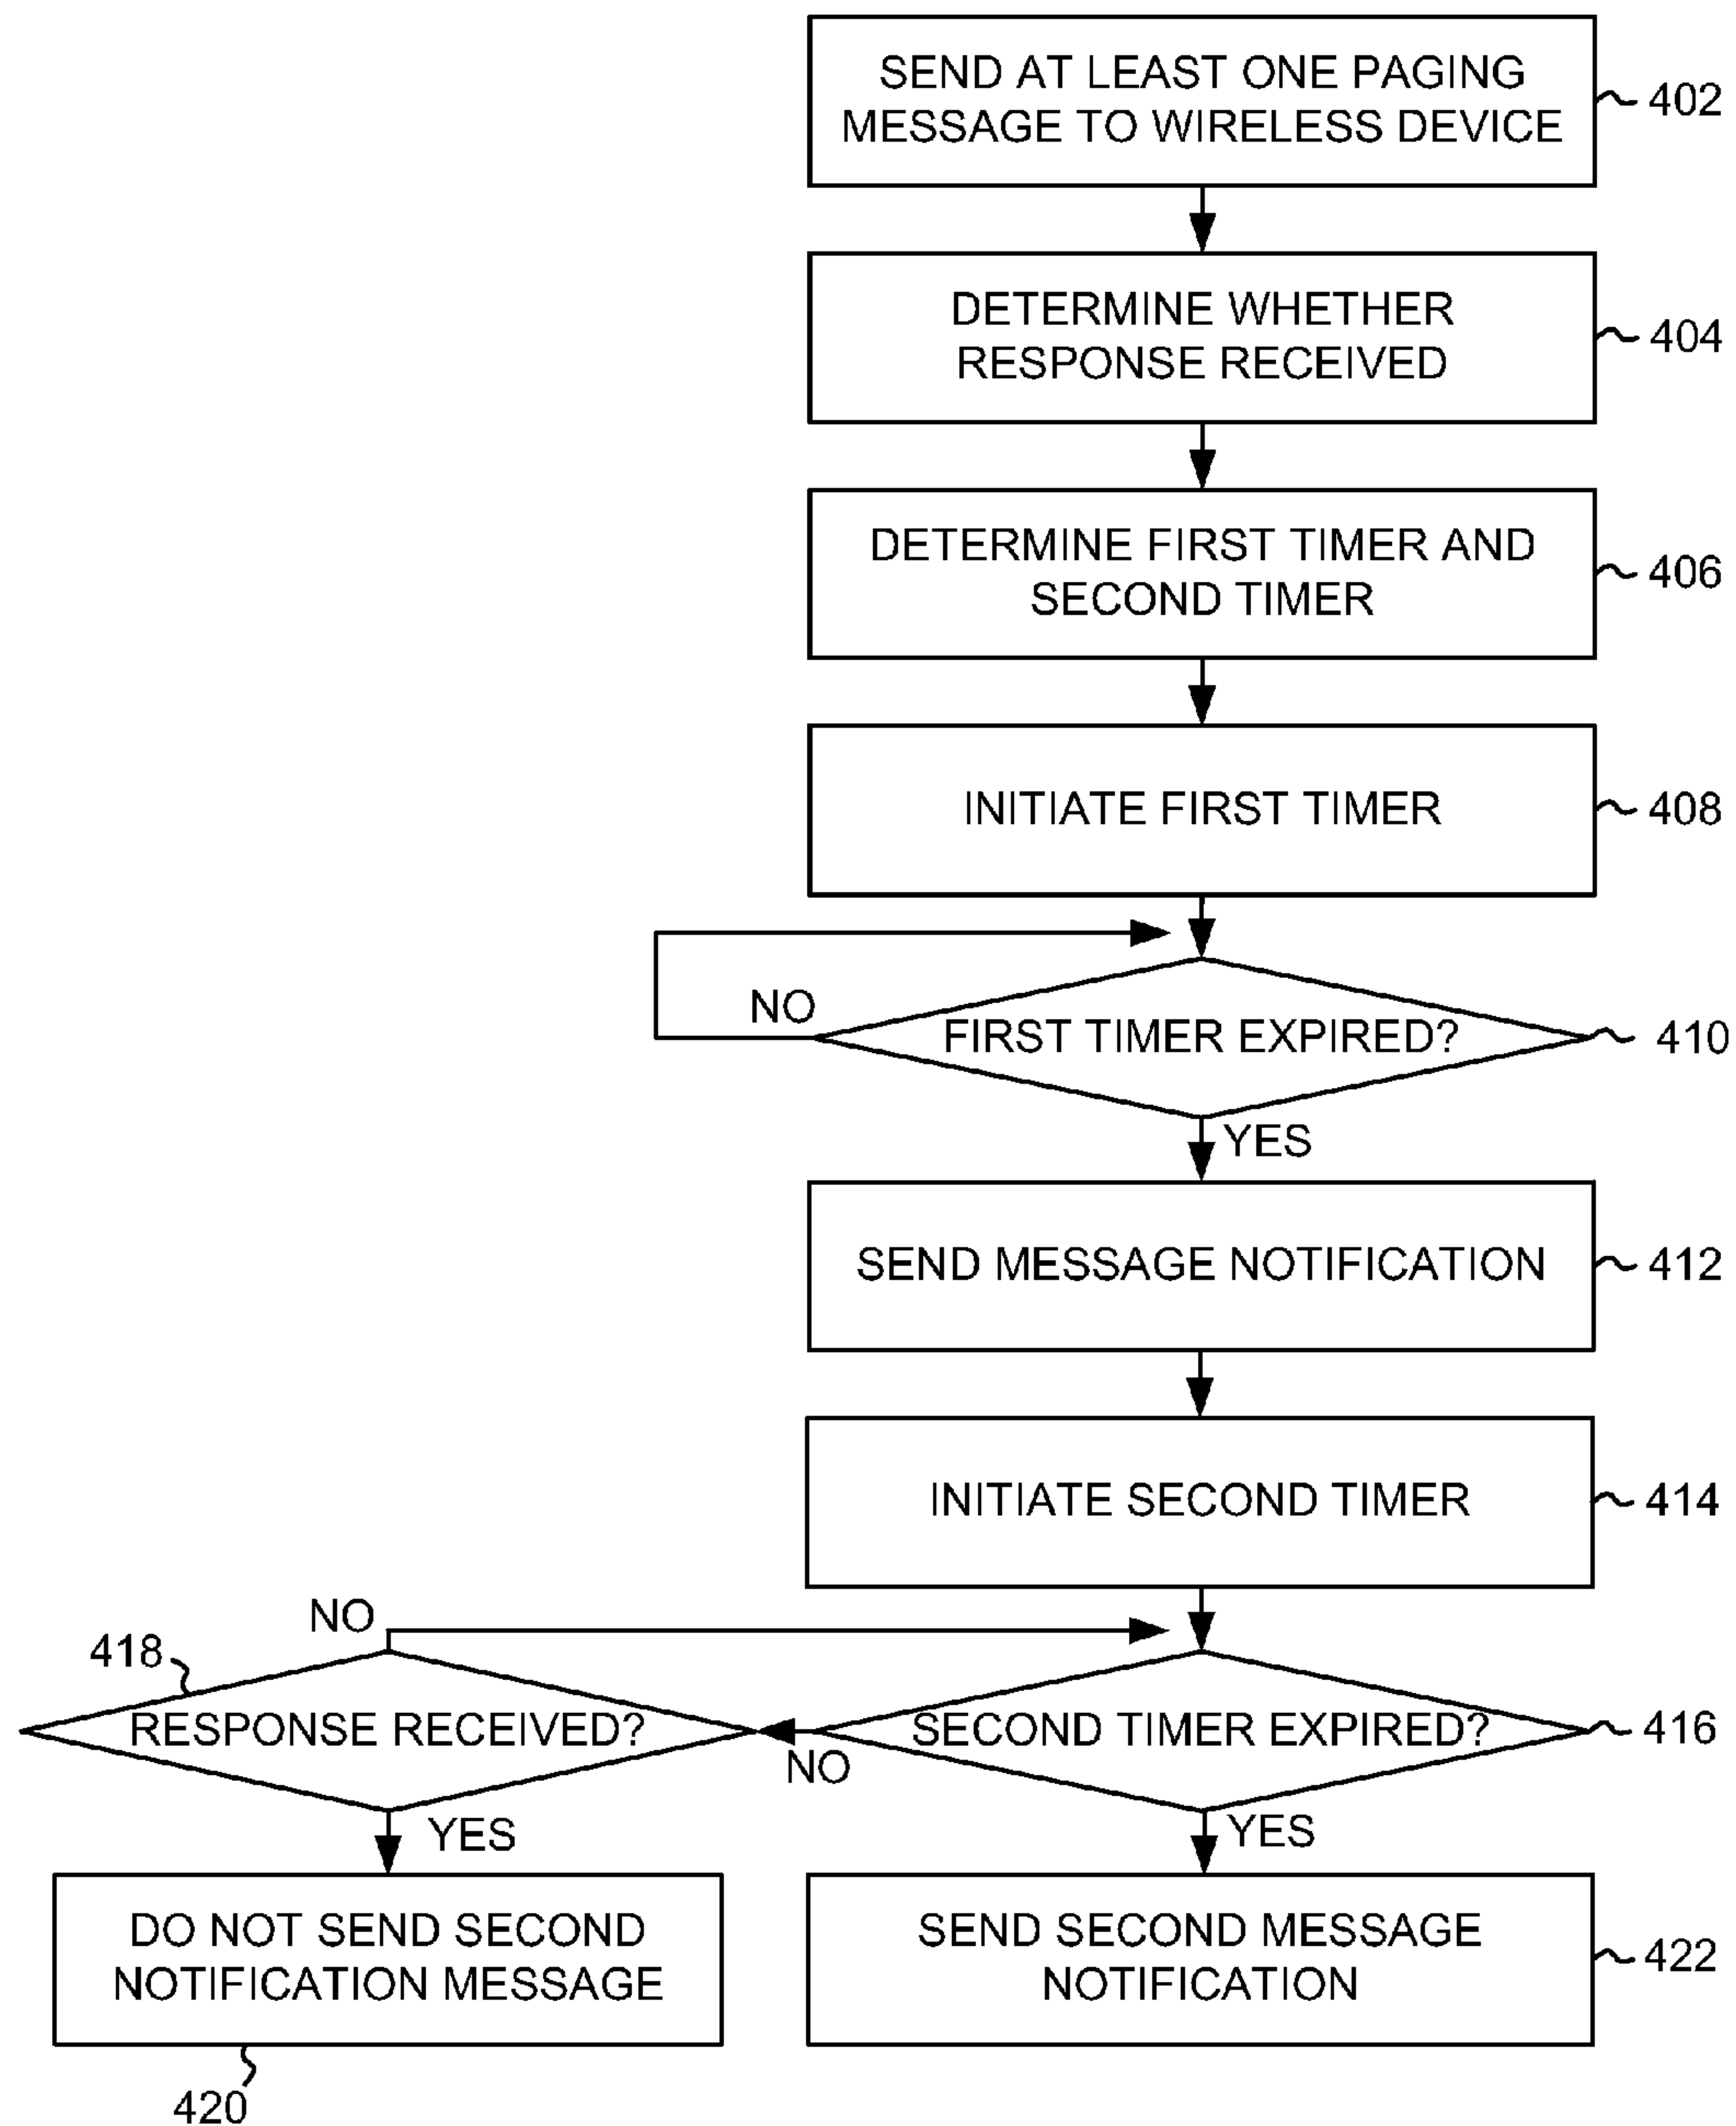 SEND AT LEAST ONE PAGING
MESSAGE TO WIRELESS DEVICE
402
DETERMINE WHETHER
RESPONSE RECEIVED
404
DETERMINE FIRST TIMER AND
SECOND TIMER
406
INITIATE FIRST TIMER
408
NO
FIRST TIMER EXPIRED?
410
YES
SEND MESSAGE NOTIFICATION
412
INITIATE SECOND TIMER
414
NO
418
RESPONSE RECEIVED?
SECOND TIMER EXPIRED?
416
NO
YES
YES
DO NOT SEND SECOND
NOTIFICATION MESSAGE
420
SEND SECOND MESSAGE
NOTIFICATION
422